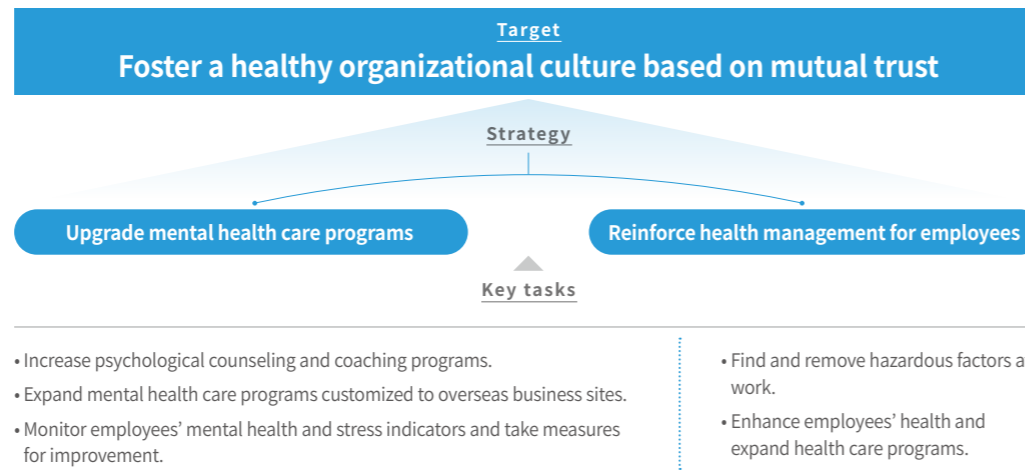 Target
Foster a healthy organizational culture based on mutual trust
Strategy
Upgrade mental health care programs
Reinforce health management for employees
Key tasks
• Increase psychological counseling and coaching programs.
• Expand mental health care programs customized to overseas business sites.
• Monitor employees’ mental health and stress indicators and take measures
for improvement.
• Find and remove hazardous factors
work.
• Enhance employees’ health and
expand health care programs.